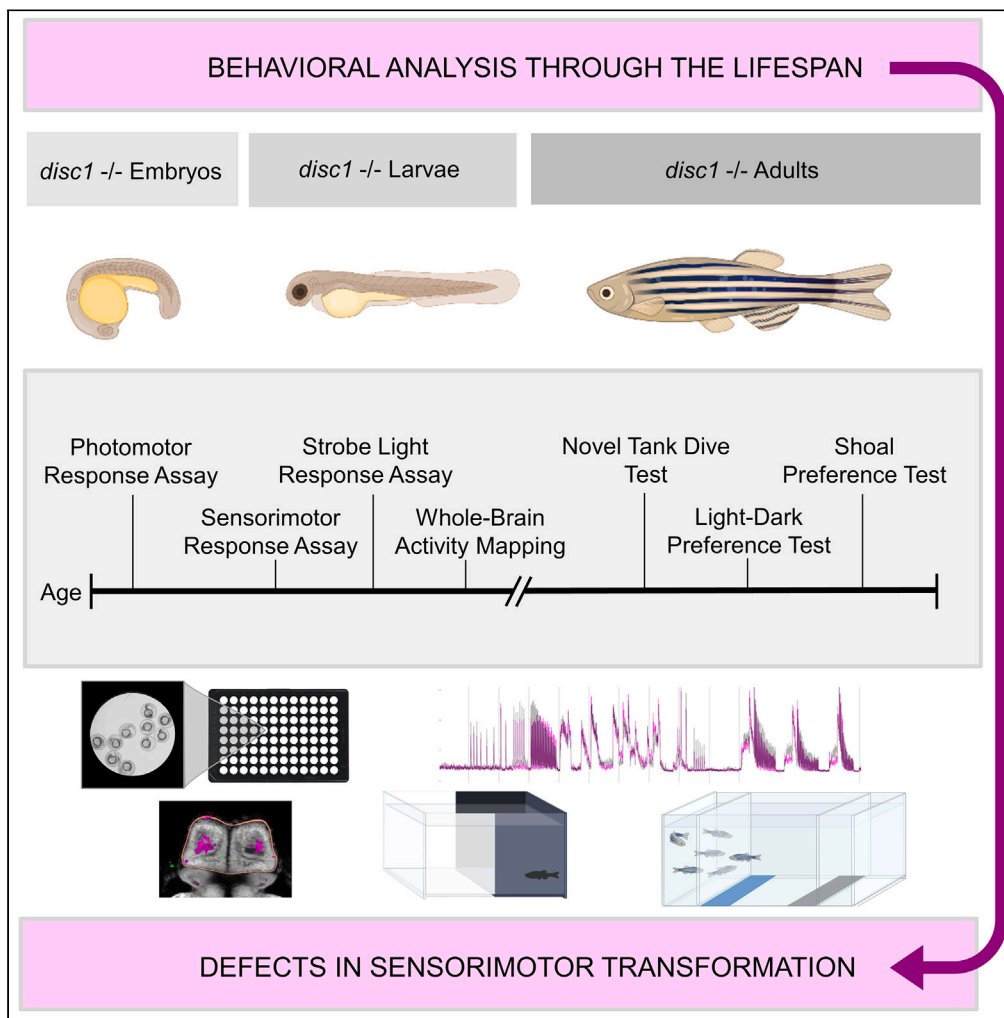 BEHAVIORAL ANALYSIS THROUGH THE LIFESPAN
disc1 -/- Embryos
disc1 -/- Larvae
disc1 -/- Adults
Photomotor
Response Assay
Sensorimotor
Response Assay
Strobe Light
Response Assay
Whole-Brain
Activity Mapping
Novel Tank Dive
Test
Light-Dark
Preference Test
Shoal
Preference Test
Age
DEFECTS IN SENSORIMOTOR TRANSFORMATION